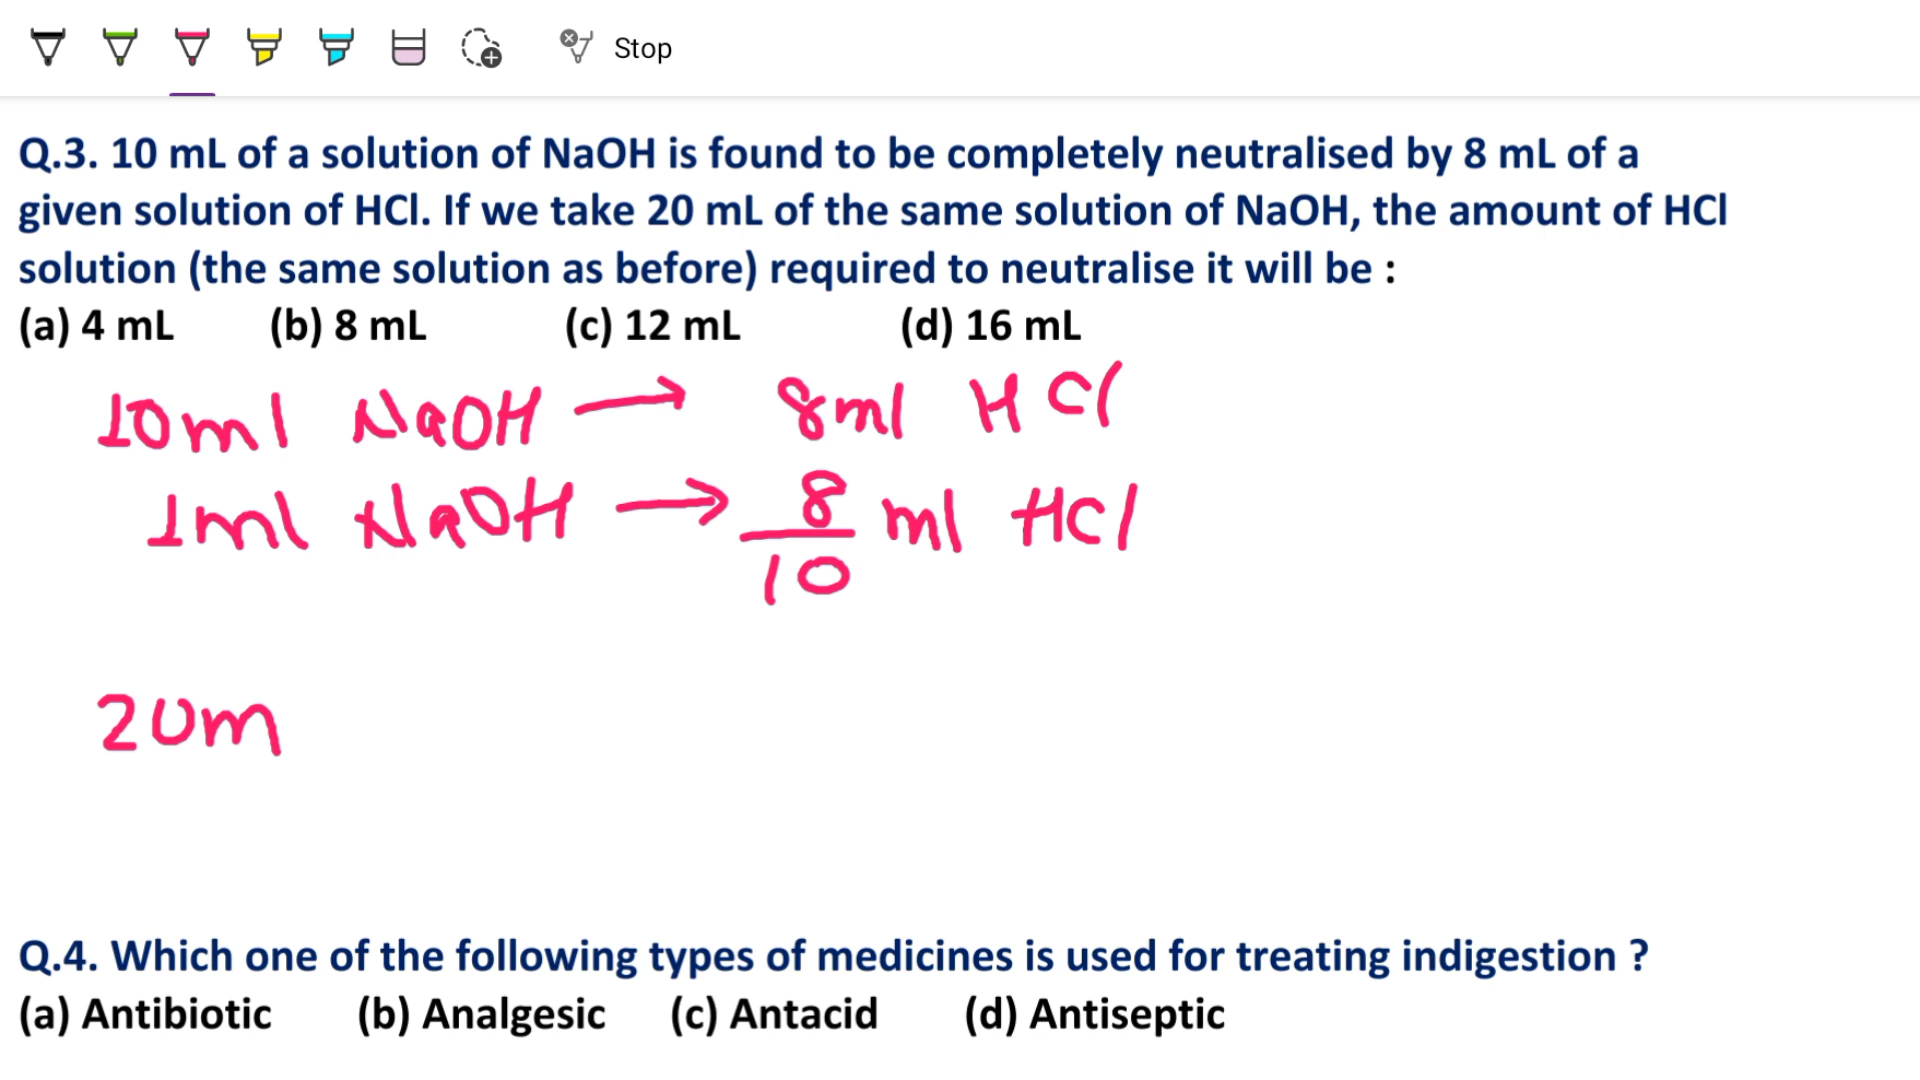 Stop
Q.3. 10 mL of a solution of NaOH is found to be completely neutralised by 8 mL of a
given solution of HCl. If we take 20 mL of the same solution of NaOH, the amount of HCl
solution (the same solution as before) required to neutralise it will be :
(a) 4 mL (b) 8 mL (c) 12 mL (d) 16 mL
10ml NaOH → 8ml HCl
1ml NaOH → 8/10 ml HCl
20m
Q.4. Which one of the following types of medicines is used for treating indigestion ?
(a) Antibiotic (b) Analgesic (c) Antacid (d) Antiseptic